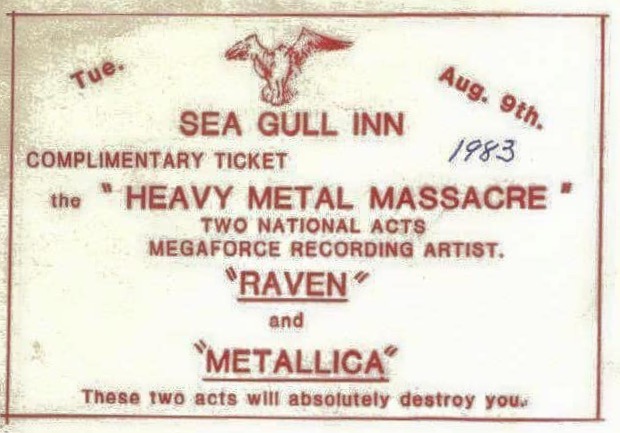 Tue.
Aug. 9th.
SEA GULL INN
1983
COMPLIMENTARY TICKET
the " HEAVY METAL MASSACRE "
TWO NATIONAL ACTS
MEGAFORCE RECORDING ARTIST.
"RAVEN"
and
"METALLICA"
These two acts will absolutely destroy you.